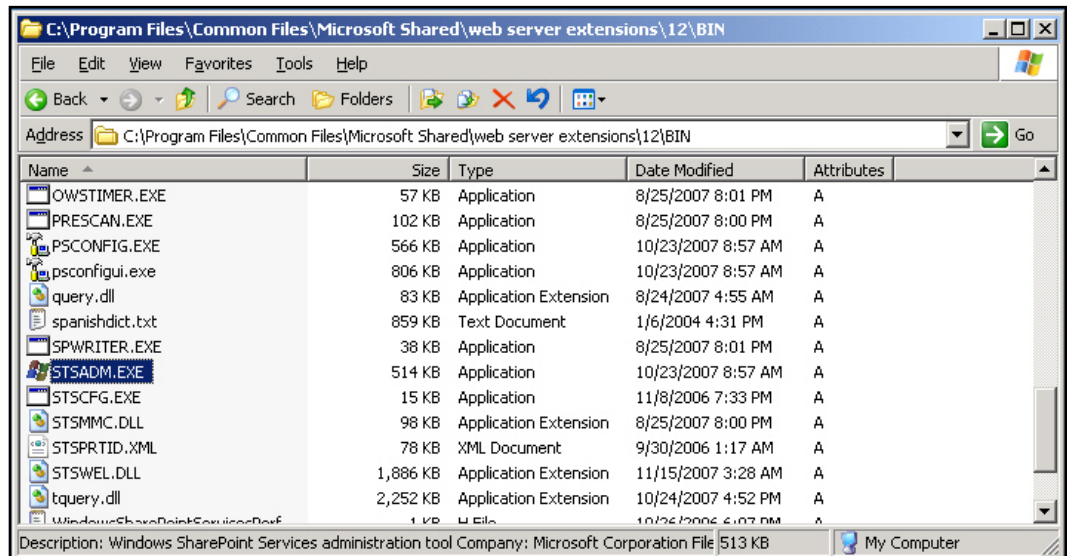 C:\Program Files\Common Files\Microsoft Shared\web server extensions\12\BIN
File Edit View Favorites Tools Help
Back Search Folders
Address C:\Program Files\Common Files\Microsoft Shared\web server extensions\12\BIN Go
Name Size Type Date Modified Attributes
OWSTIMER.EXE 57 KB Application 8/25/2007 8:01 PM A
PRESCAN.EXE 102 KB Application 8/25/2007 8:00 PM A
PSCONFIG.EXE 566 KB Application 10/23/2007 8:57 AM A
psconfigui.exe 806 KB Application 10/23/2007 8:57 AM A
query.dll 83 KB Application Extension 8/24/2007 4:55 AM A
spanishdict.txt 859 KB Text Document 1/6/2004 4:31 PM A
SPWRITER.EXE 38 KB Application 8/25/2007 8:01 PM A
STSADM.EXE 514 KB Application 10/23/2007 8:57 AM A
STSCFG.EXE 15 KB Application 11/8/2006 7:33 PM A
STSMMC.DLL 98 KB Application Extension 8/25/2007 8:00 PM A
STSPRTID.XML 78 KB XML Document 9/30/2006 1:17 AM A
STSWEL.DLL 1,886 KB Application Extension 11/15/2007 3:28 AM A
tquery.dll 2,252 KB Application Extension 10/24/2007 4:52 PM A
WindowsSharePointServicesPerf 1 KB H File 10/26/2006 6:07 PM A
Description: Windows SharePoint Services administration tool Company: Microsoft Corporation File 513 KB My Computer